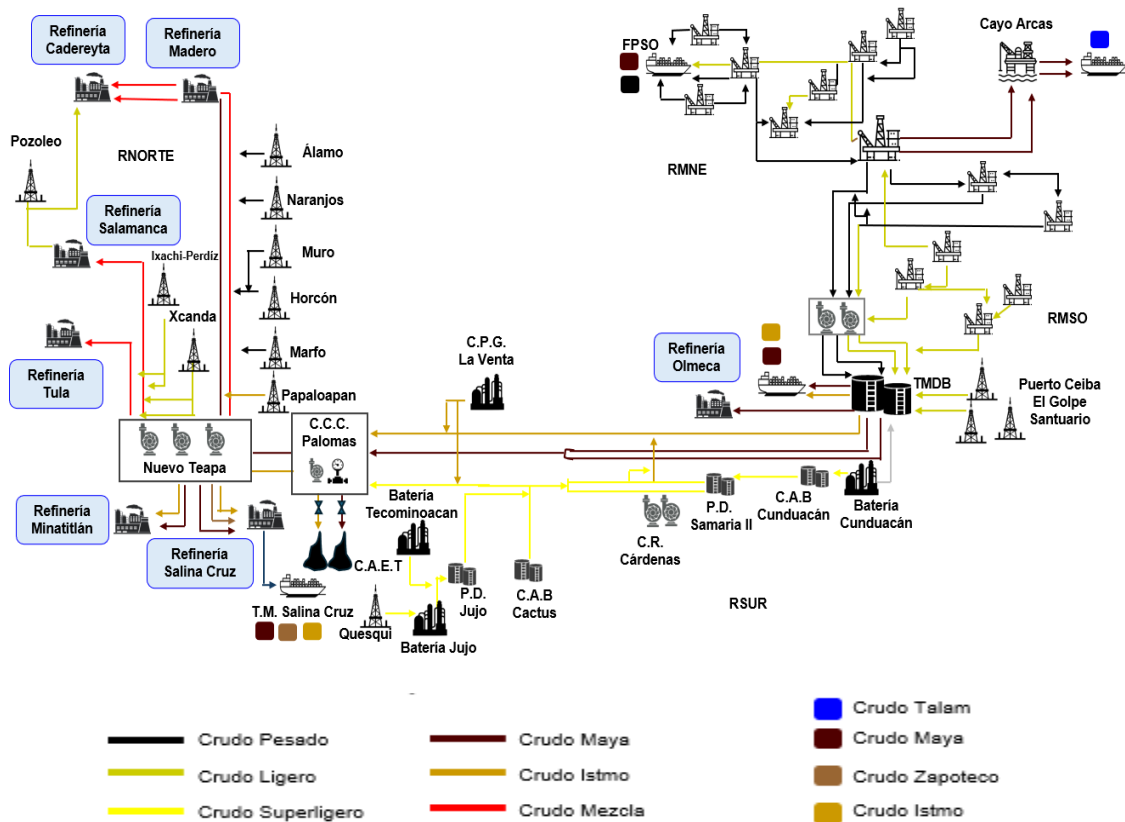 Refinería
Cadereyta
Refinería
Madero
FPSO
Cayo Arcas
Pozoleo
RNORTE
Álamo
RMNE
Naranjos
Refinería
Salamanca
Ixachi-Perdíz
Muro
Xcanda
Horcón
RMSO
Marfo
C.P.G.
La Venta
Refinería
Olmeca
TMDB
Refinería
Tula
Papaloapan
Puerto Ceiba
El Golpe
Santuario
C.C.C.
Palomas
Nuevo Teapa
Batería
Tecominoacan
C.A.B
Cunduacán
Batería
Cunduacán
P.D.
Samaria II
Refinería
Minatitlán
C.R.
Cárdenas
Refinería
Salina Cruz
C.A.E.T
P.D.
Jujo
C.A.B
Cactus
T.M. Salina Cruz
Quesqui
Batería Jujo
RSUR
Crudo Pesado
Crudo Maya
Crudo Talam
Crudo Maya
Crudo Ligero
Crudo Istmo
Crudo Zapoteco
Crudo Superligero
Crudo Mezcla
Crudo Istmo